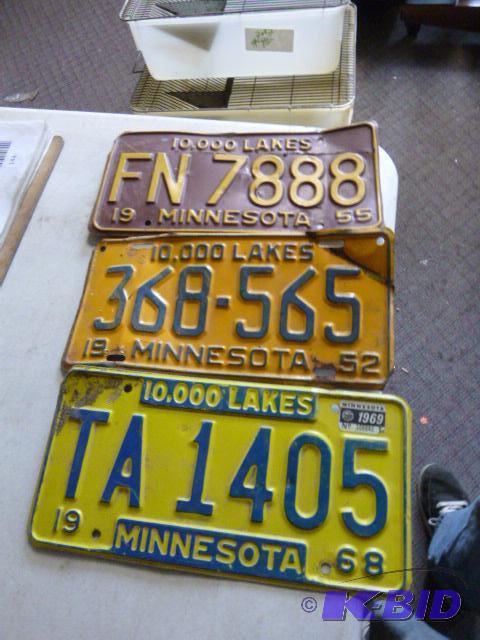 10,000 LAKES
FN 7888
19 MINNESOTA 55
10,000 LAKES
368-565
19 MINNESOTA 52
10,000 LAKES
MINNESOTA
1969
TA 1405
19 MINNESOTA 68
© K-BID